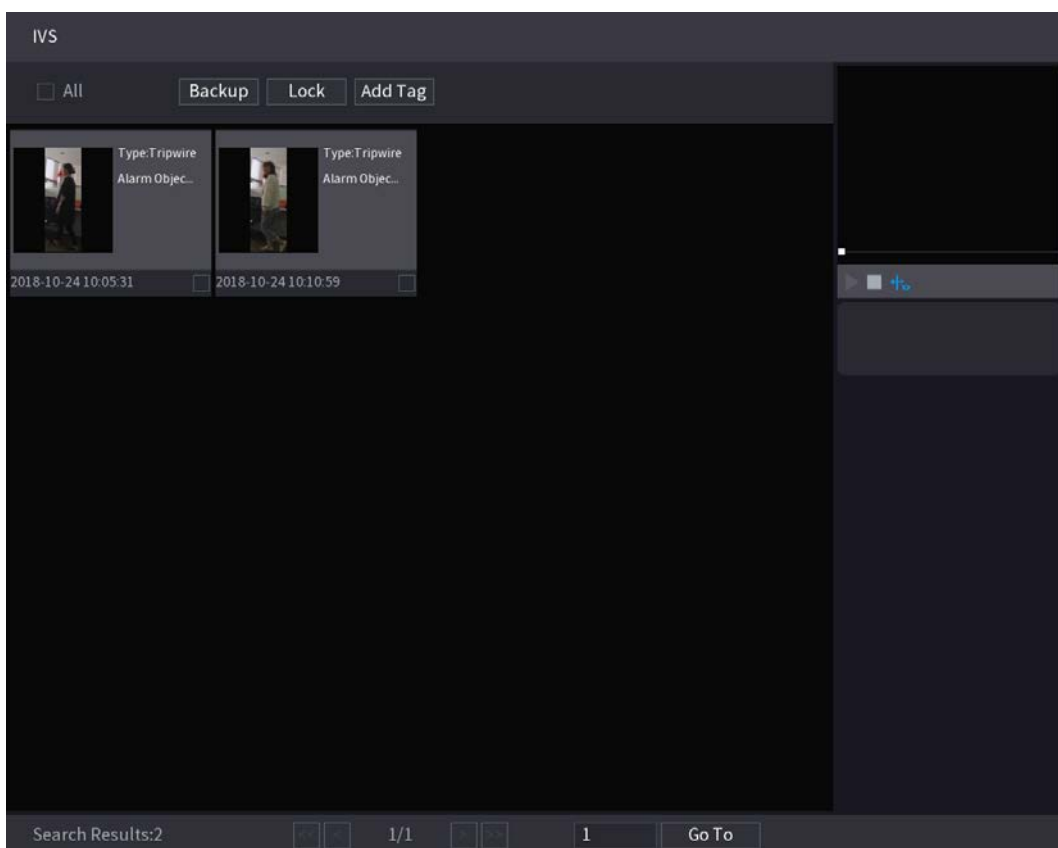 IVS
All
Backup Lock Add Tag
Type:Tripwire
Alarm Objec...
2018-10-24 10:05:31
Type:Tripwire
Alarm Objec...
2018-10-24 10:10:59
Search Results:2
<< < 1/1 > >> 1 Go To